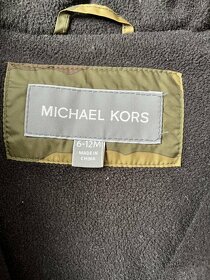 MICHAEL KORS
6-12M
MADE IN
CHINA